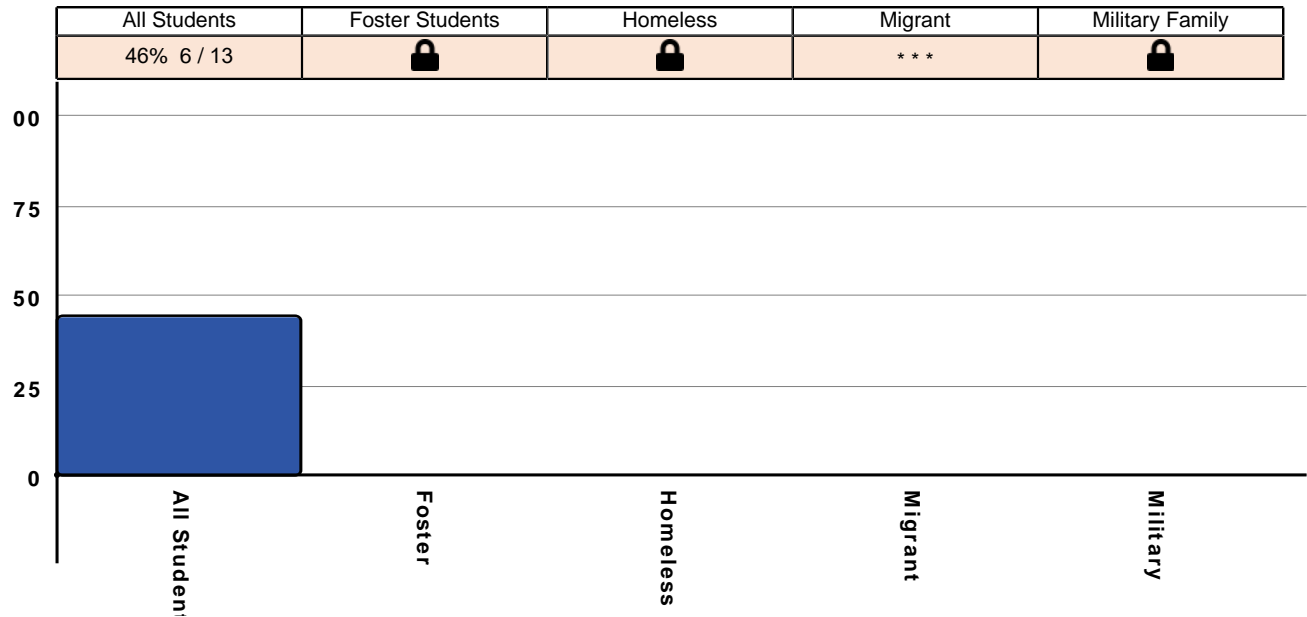 All Students Foster Students Homeless Migrant Military Family
46% 6 / 13 * * *
00
75
50
25
0
All Student
Foster
Homeless
Migrant
Military